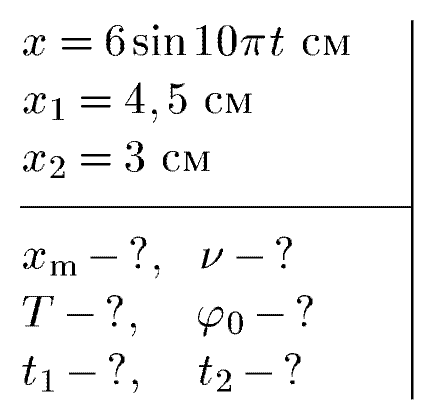 x = 6 sin 10πt см
x₁ = 4,5 см
x₂ = 3 см
xₘ – ?, ν – ?
T – ?, φ₀ – ?
t₁ – ?, t₂ – ?